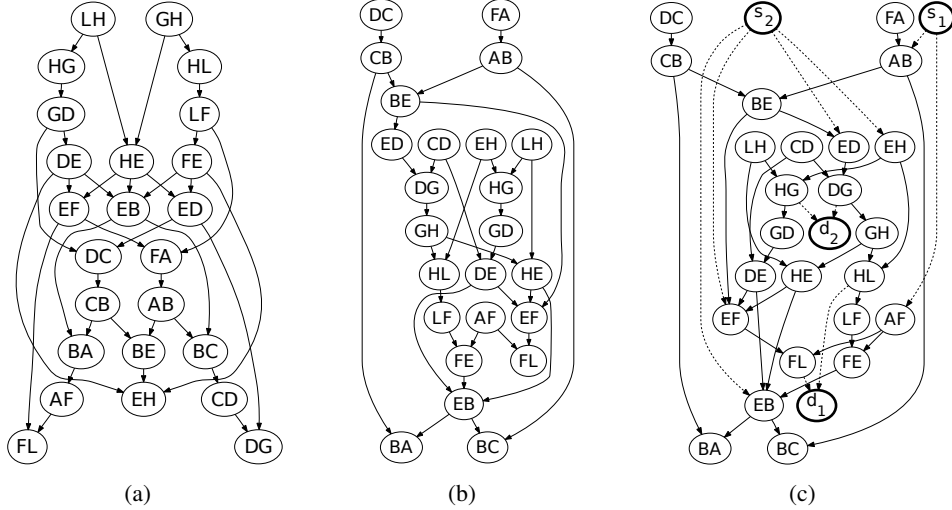 LH GH DC FA DC s2 FA s1
HG HL CB AB CB AB
GD LF BE BE
DE HE FE ED CD EH LH LH CD ED EH
EF EB ED DG HG HG DG
DC FA GH GD GD d2 GH
CB AB HL DE HE DE HE HL
BA BE BC LF AF EF EF LF AF
AF EH CD FE FL FL FE
FL DG EB EB d1
BA BC BA BC
(a) (b) (c)